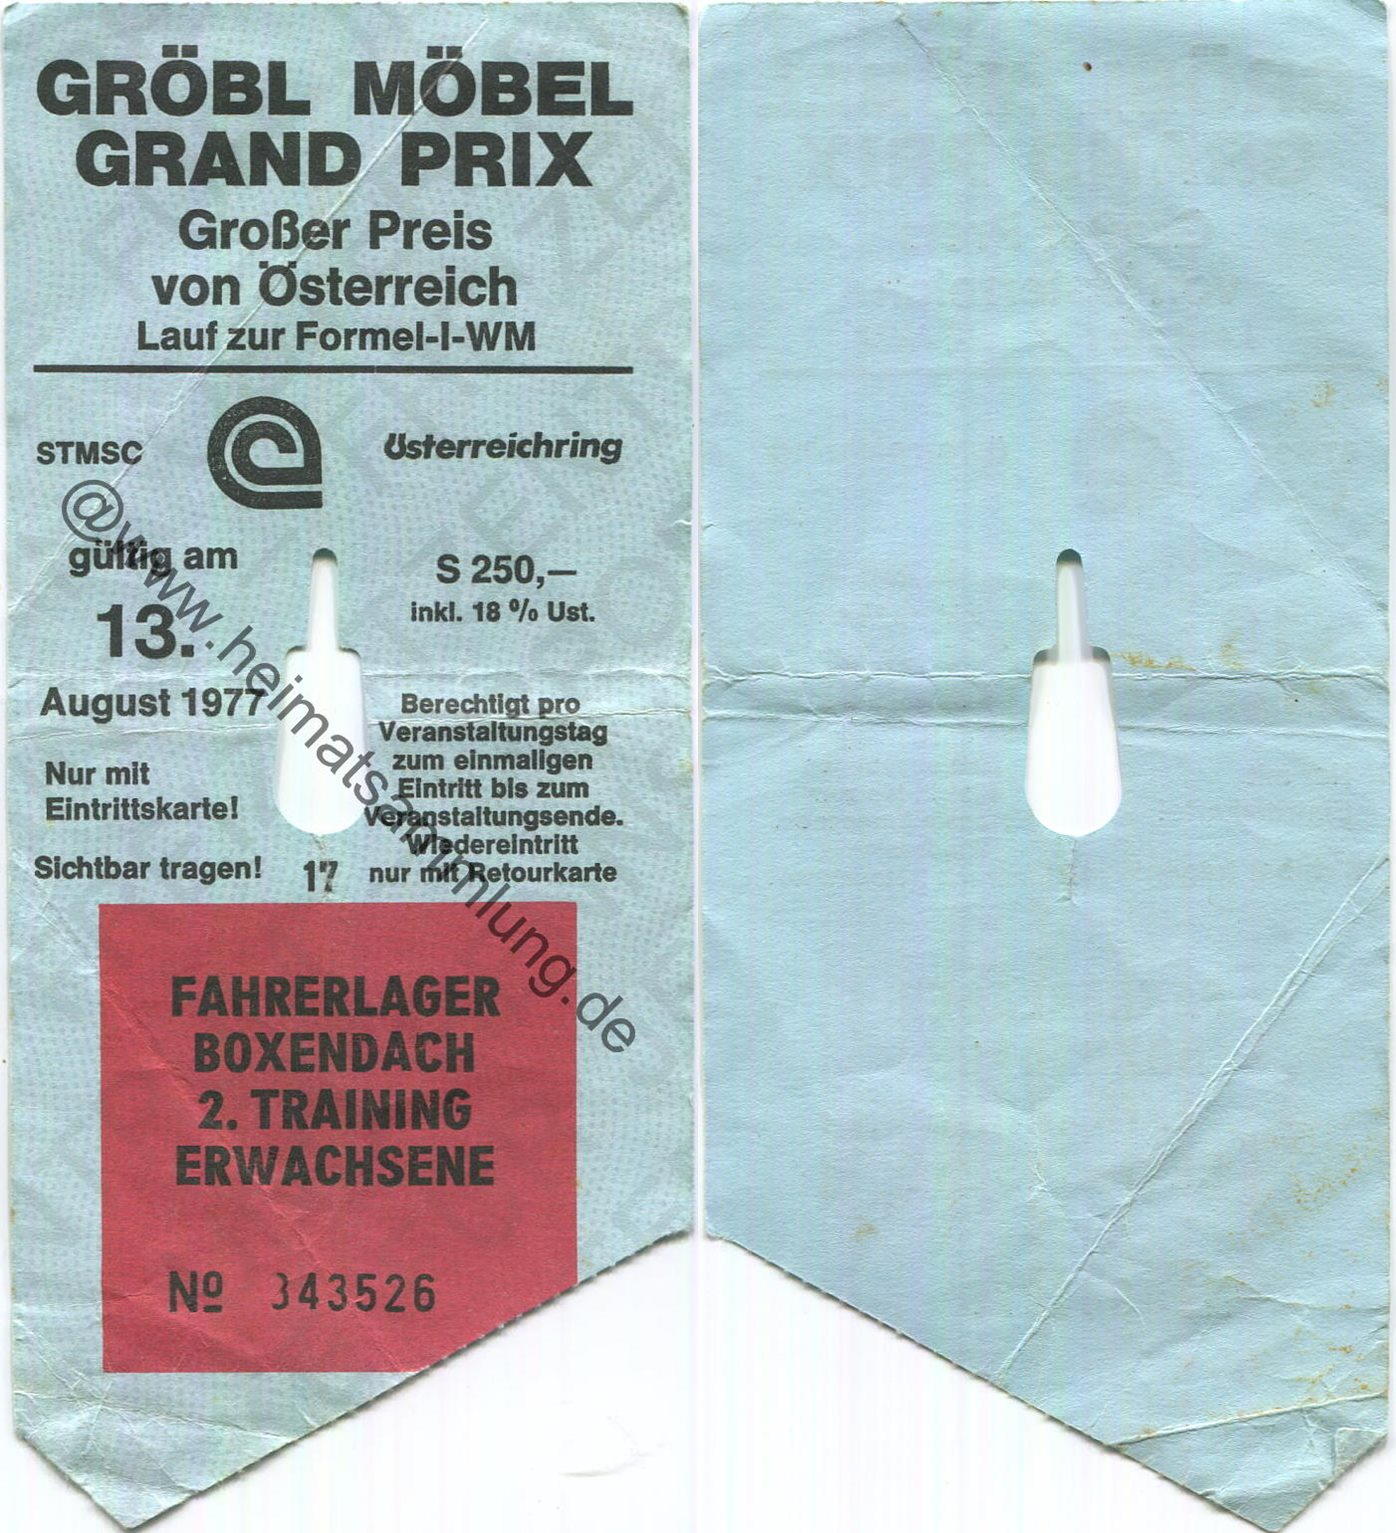 GRÖBL MÖBEL
GRAND PRIX
Großer Preis
von Österreich
Lauf zur Formel-I-WM
STMSC
österreichring
gültig am
13.
August 1977
S 250,—
inkl. 18 % Ust.
Nur mit
Eintrittskarte!
Sichtbar tragen!
17
Berechtigt pro
Veranstaltungstag
zum einmaligen
Eintritt bis zum
Veranstaltungsende.
Wiedereintritt
nur mit Retourkarte
FAHRERLAGER
BOXENDACH
2. TRAINING
ERWACHSENE
Nº 343526
@www.heimatsammlung.de